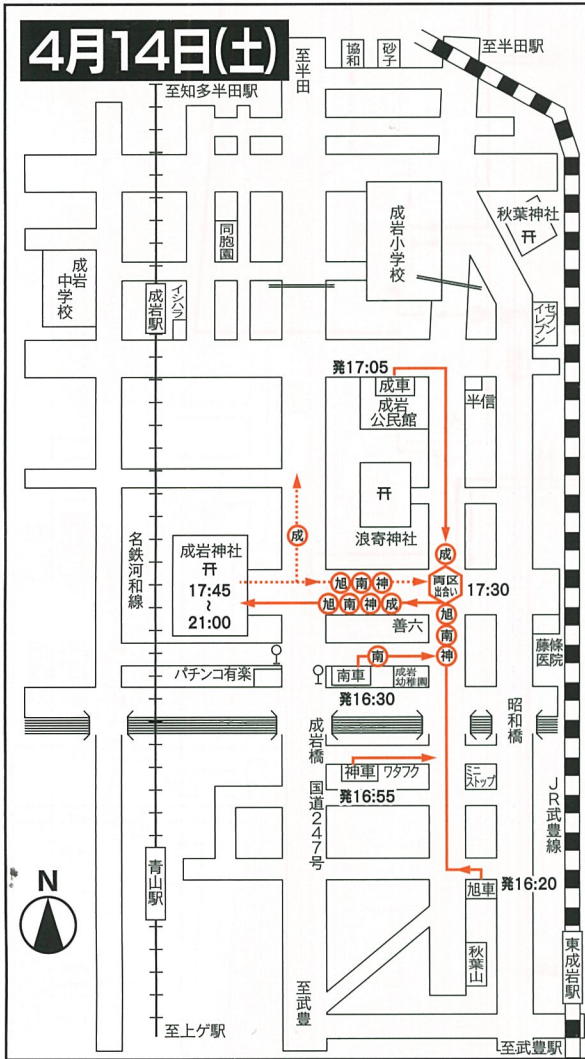 4月14日(土)
至半田
協和
砂子
至半田駅
至知多半田駅
秋葉神社
成岩小学校
同胞園
成岩中学校
成岩駅
イシハラ
セブンイレブン
発17:05
成車
成岩
公民館
半信
浪寄神社
成
成
名鉄河和線
成岩神社
17:45
~
21:00
旭 南 神
両区
出合い
17:30
旭 南 神 成
旭
南
神
善六
藤條医院
パチンコ有楽
南
南車
成岩
幼稚園
発16:30
成岩橋
昭和橋
神車
ワタフク
ミニ
ストップ
発16:55
国道247号
JR武豊線
青山駅
N
旭車
発16:20
秋葉山
東成岩駅
至武豊
至上ゲ駅
至武豊駅